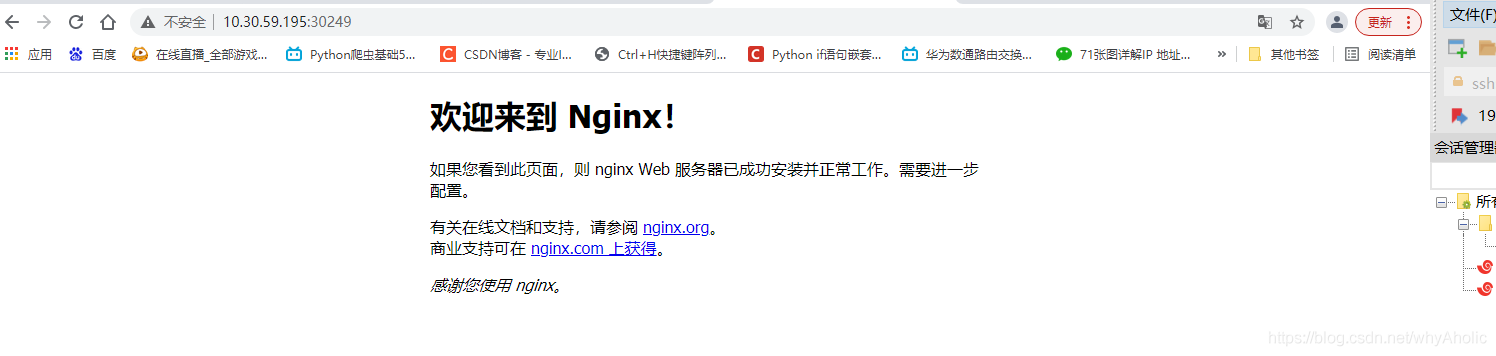 不安全 10.30.59.195:30249
更新
应用 百度 在线直播_全部游戏... Python爬虫基础5... CSDN博客 - 专业I... Ctrl+H快捷键阵列... Python if语句嵌套... 华为数通路由交换... 71张图详解IP 地址... » 其他书签 阅读清单
欢迎来到 Nginx！
如果您看到此页面，则 nginx Web 服务器已成功安装并正常工作。需要进一步
配置。
有关在线文档和支持，请参阅 nginx.org。
商业支持可在 nginx.com 上获得。
感谢您使用 nginx。
文件(F)
ssh
19
会话管理器
所有
https://blog.csdn.net/whyAholic